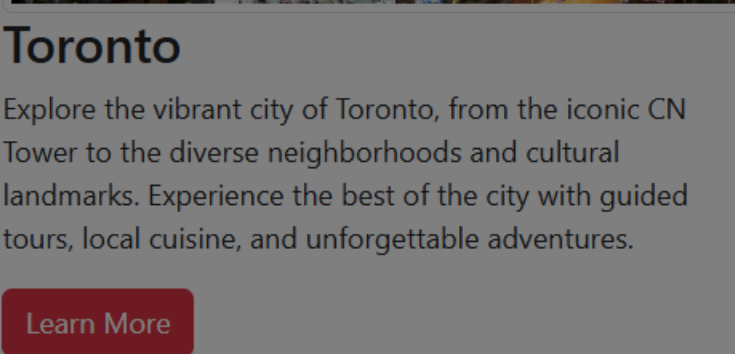 Toronto
Explore the vibrant city of Toronto, from the iconic CN
Tower to the diverse neighborhoods and cultural
landmarks. Experience the best of the city with guided
tours, local cuisine, and unforgettable adventures.
Learn More